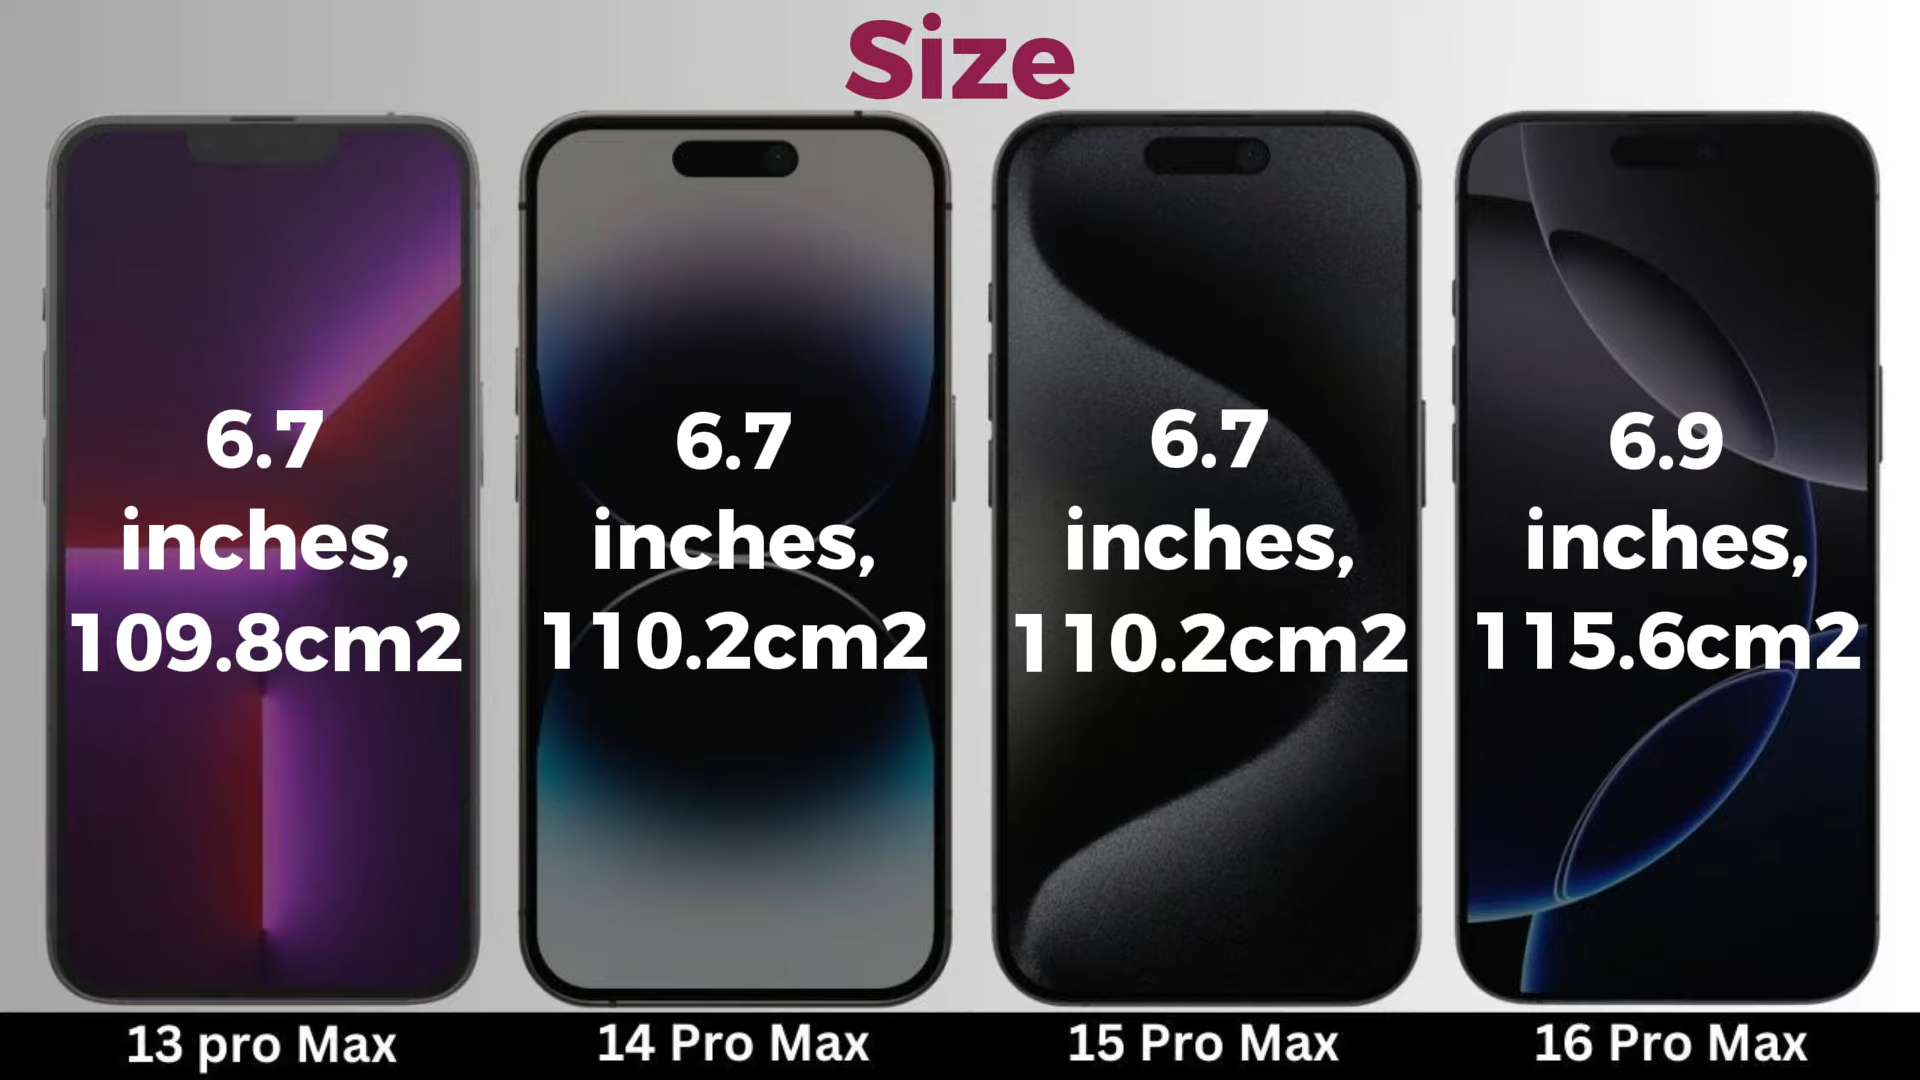 Size
6.7
inches,
109.8cm2
6.7
inches,
110.2cm2
6.7
inches,
110.2cm2
6.9
inches,
115.6cm2
13 pro Max
14 Pro Max
15 Pro Max
16 Pro Max